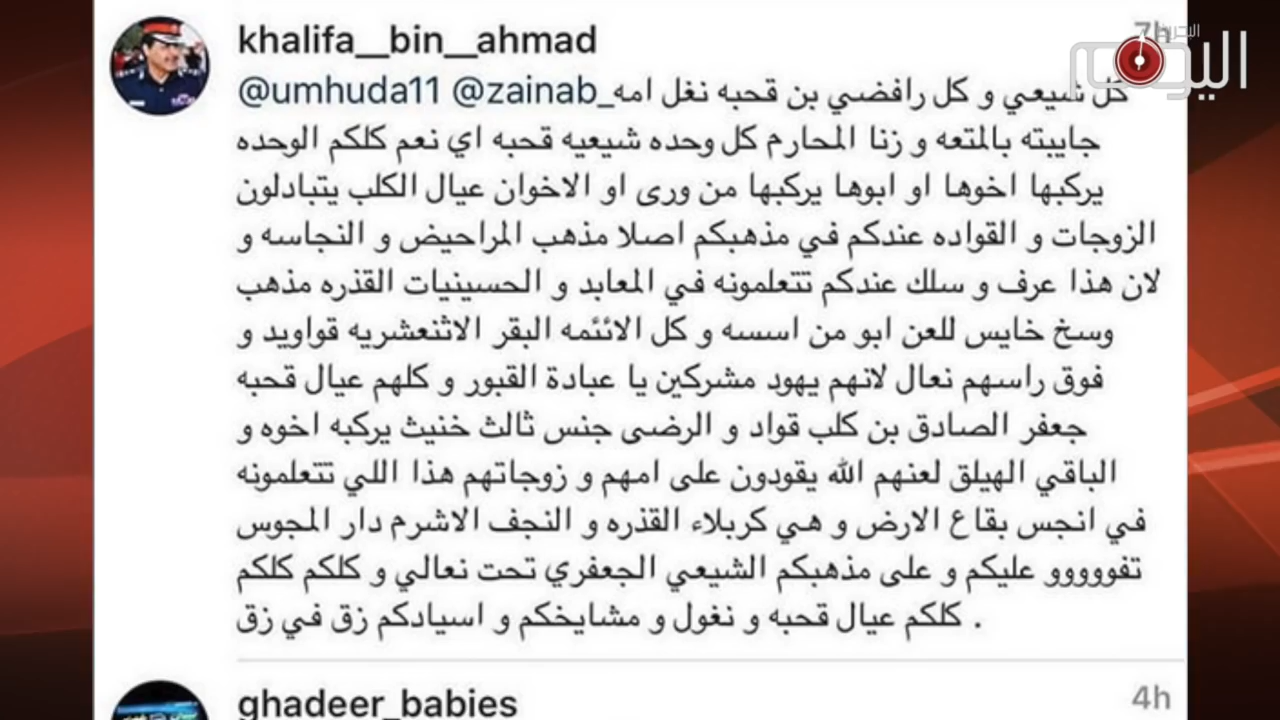 khalifa__bin__ahmad
7h
البحرين
اليوم
@umhuda11 @zainab_كل شيعي و كل رافضي بن قحبه نغل امه
جايبته بالمتعه و زنا المحارم كل وحده شيعيه قحبه اي نعم كلكم الوحده
يركبها اخوها او ابوها يركبها من ورى او الاخوان عيال الكلب يتبادلون
الزوجات و القواده عندكم في مذهبكم اصلا مذهب المراحيض و النجاسه و
لان هذا عرف و سلك عندكم تتعلمونه في المعابد و الحسينيات القذره مذهب
وسخ خايس للعن ابو من اسسه و كل الائئمه البقر الاثنعشريه قواويد و
فوق راسهم نعال لانهم يهود مشركين يا عبادة القبور و كلهم عيال قحبه
جعفر الصادق بن كلب قواد و الرضى جنس ثالث خنيث يركبه اخوه و
الباقي الهيلق لعنهم الله يقودون على امهم و زوجاتهم هذا اللي تتعلمونه
في انجس بقاع الارض و هي كربلاء القذره و النجف الاشرم دار المجوس
تفووووو عليكم و على مذهبكم الشيعي الجعفري تحت نعالي و كلكم كلكم
كلكم عيال قحبه و نغول و مشايخكم و اسيادكم زق في زق .
ghadeer_babies
4h